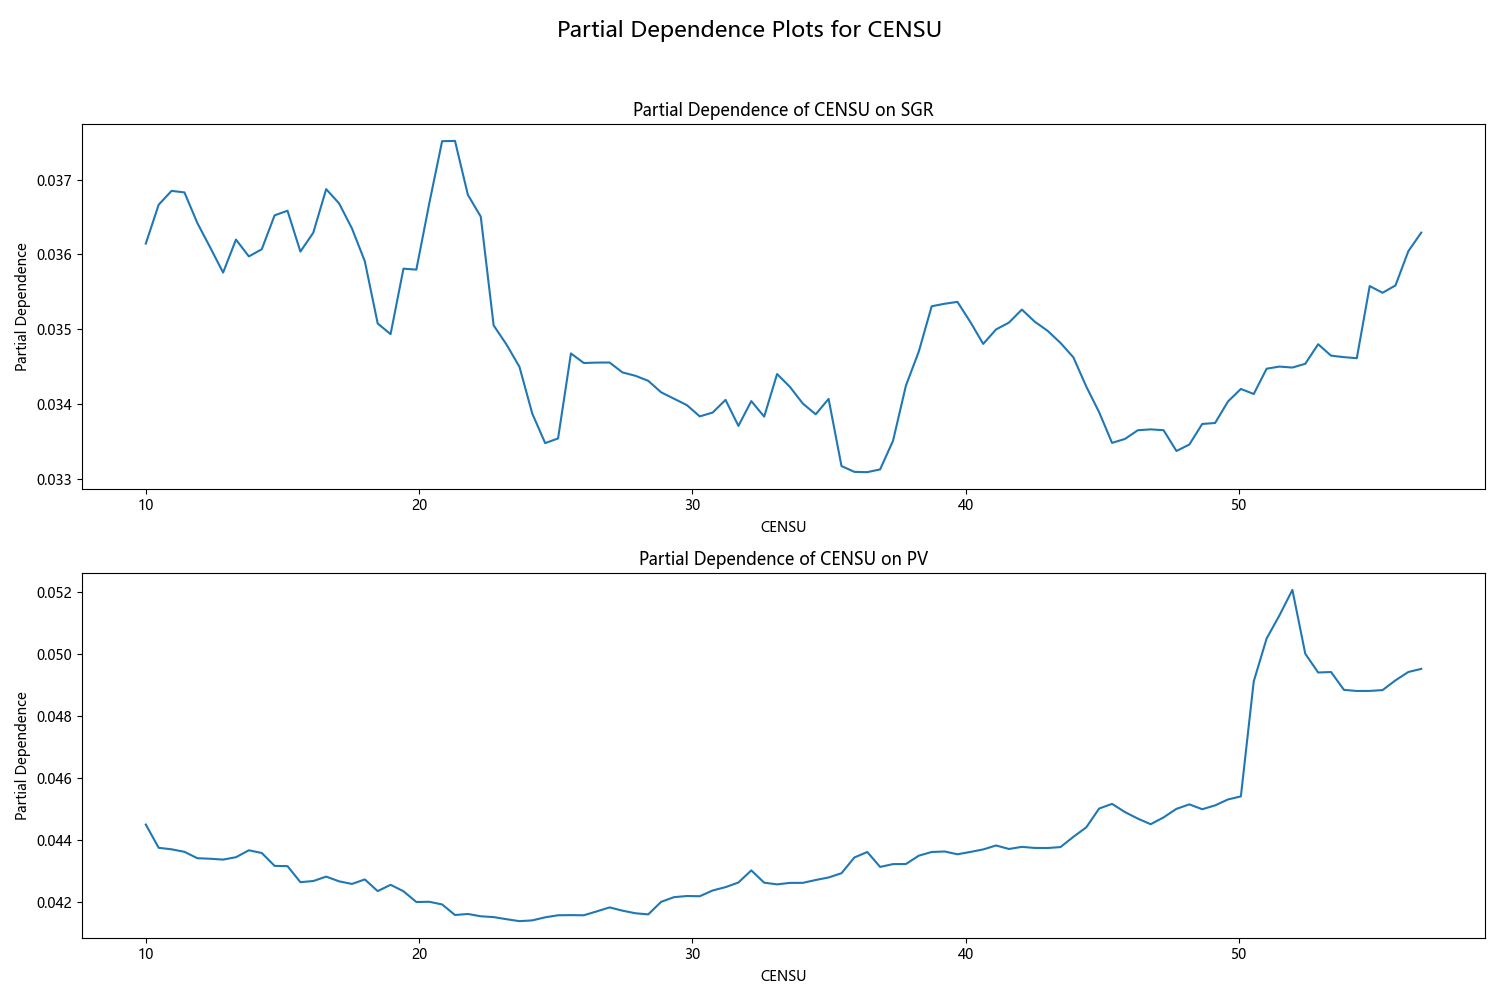 Partial Dependence Plots for CENSU
Partial Dependence of CENSU on SGR
Partial Dependence
0.037
0.036
0.035
0.034
0.033
10 20 30 40 50
CENSU
Partial Dependence of CENSU on PV
Partial Dependence
0.052
0.050
0.048
0.046
0.044
0.042
10 20 30 40 50
CENSU